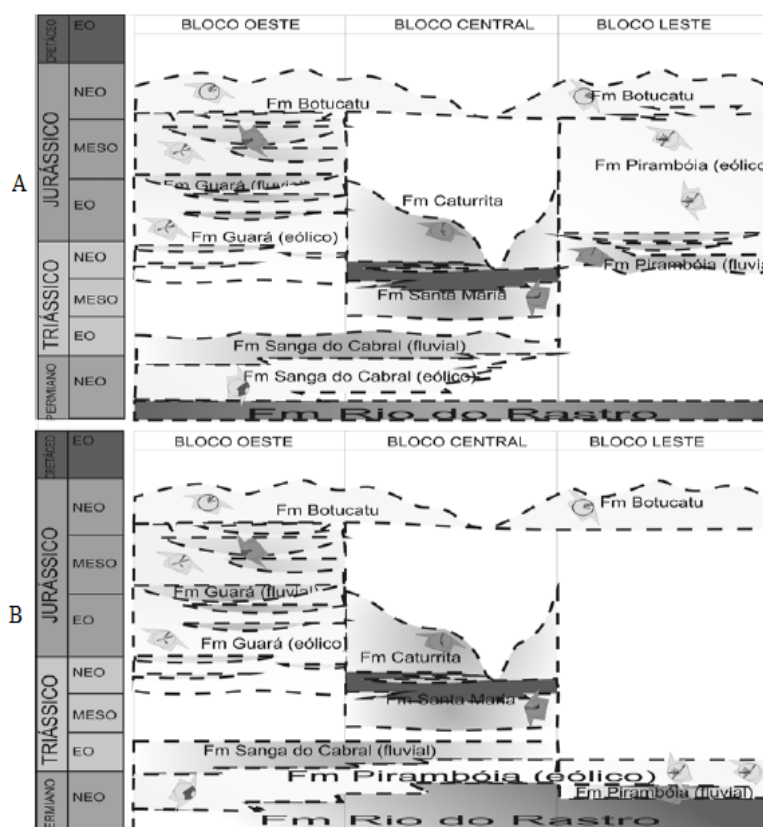 A
CRETÁCEO
EO
BLOCO OESTE
BLOCO CENTRAL
BLOCO LESTE
JURÁSSICO
NEO
MESO
EO
TRIÁSSICO
NEO
MESO
EO
PERMIANO
NEO
Fm Botucatu
Fm Botucatu
Fm Pirambóia (eólico
Fm Guará (fluvial)
Fm Caturrita
Fm Guará (eólico)
Fm Pirambóia (fluvia
Fm Santa Maria
Fm Sanga do Cabral (fluvial)
Fm Sanga do Cabral (eólico)
Fm Rio do Rastro
B
CRETÁCEO
EO
BLOCO OESTE
BLOCO CENTRAL
BLOCO LESTE
JURÁSSICO
NEO
MESO
EO
TRIÁSSICO
NEO
MESO
EO
PERMIANO
NEO
Fm Botucatu
Fm Botucatu
Fm Guará (fluvial)
Fm Guará (eólico)
Fm Caturrita
Fm Santa Maria
Fm Sanga do Cabral (fluvial)
Fm Pirambóia (eólico)
Fm Pirambóia (fluvial)
Fm Rio do Rastro